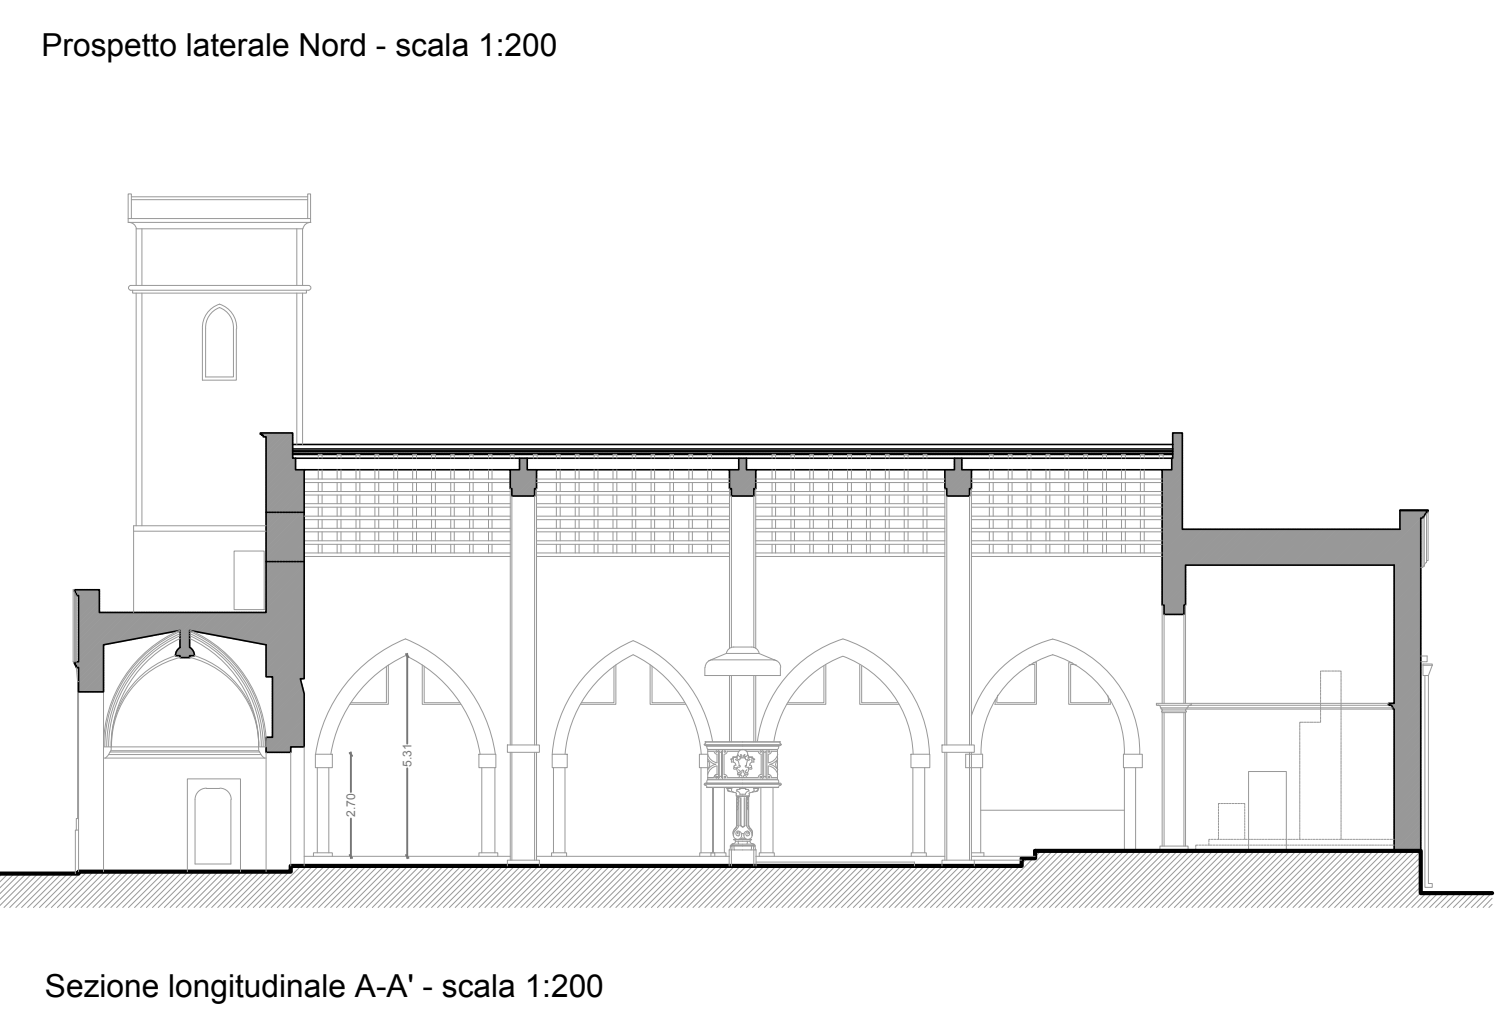 Prospetto laterale Nord - scala 1:200
5.31
2.70
Sezione longitudinale A-A' - scala 1:200